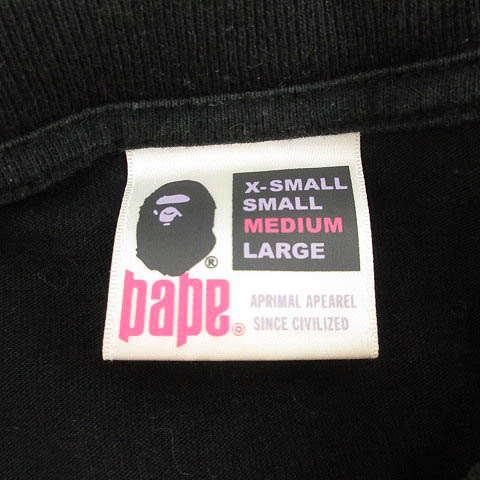 X-SMALL
SMALL
MEDIUM
LARGE
®
bape®
APRIMAL APEAREL
SINCE CIVILIZED